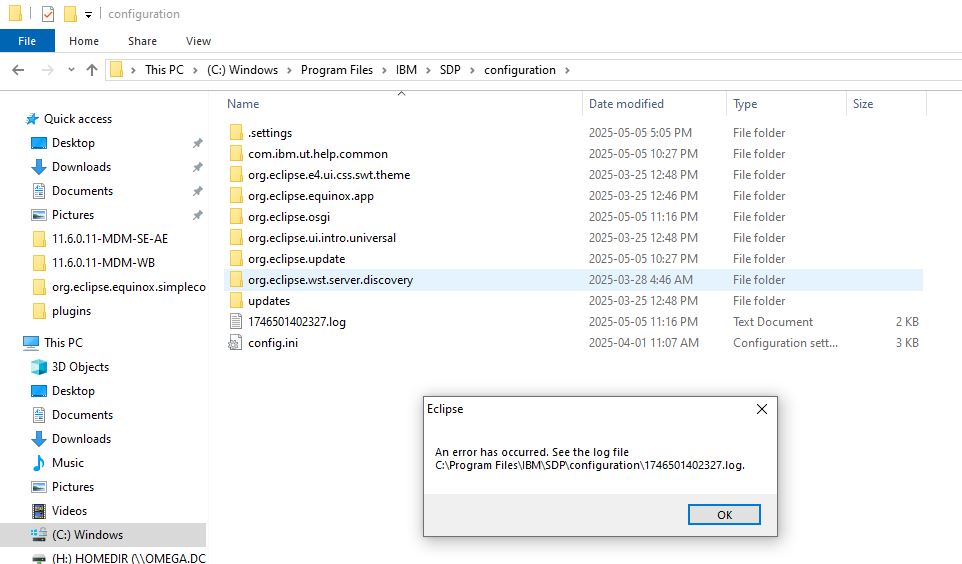 configuration
File Home Share View
This PC (C:) Windows Program Files IBM SDP configuration
Name Date modified Type Size
Quick access
Desktop
Downloads
Documents
Pictures
11.6.0.11-MDM-SE-AE
11.6.0.11-MDM-WB
org.eclipse.equinox.simpleco
plugins
This PC
3D Objects
Desktop
Documents
Downloads
Music
Pictures
Videos
(C:) Windows
(H:) HOMEDIR (\\OMEGA.DC
.settings 2025-05-05 5:05 PM File folder
com.ibm.ut.help.common 2025-05-05 10:27 PM File folder
org.eclipse.e4.ui.css.swt.theme 2025-03-25 12:48 PM File folder
org.eclipse.equinox.app 2025-03-25 12:46 PM File folder
org.eclipse.osgi 2025-05-05 11:16 PM File folder
org.eclipse.ui.intro.universal 2025-03-25 12:48 PM File folder
org.eclipse.update 2025-05-05 10:27 PM File folder
org.eclipse.wst.server.discovery 2025-03-28 4:46 AM File folder
updates 2025-03-25 12:48 PM File folder
1746501402327.log 2025-05-05 11:16 PM Text Document 2 KB
config.ini 2025-04-01 11:07 AM Configuration sett... 3 KB
Eclipse
An error has occurred. See the log file
C:\Program Files\IBM\SDP\configuration\1746501402327.log.
OK